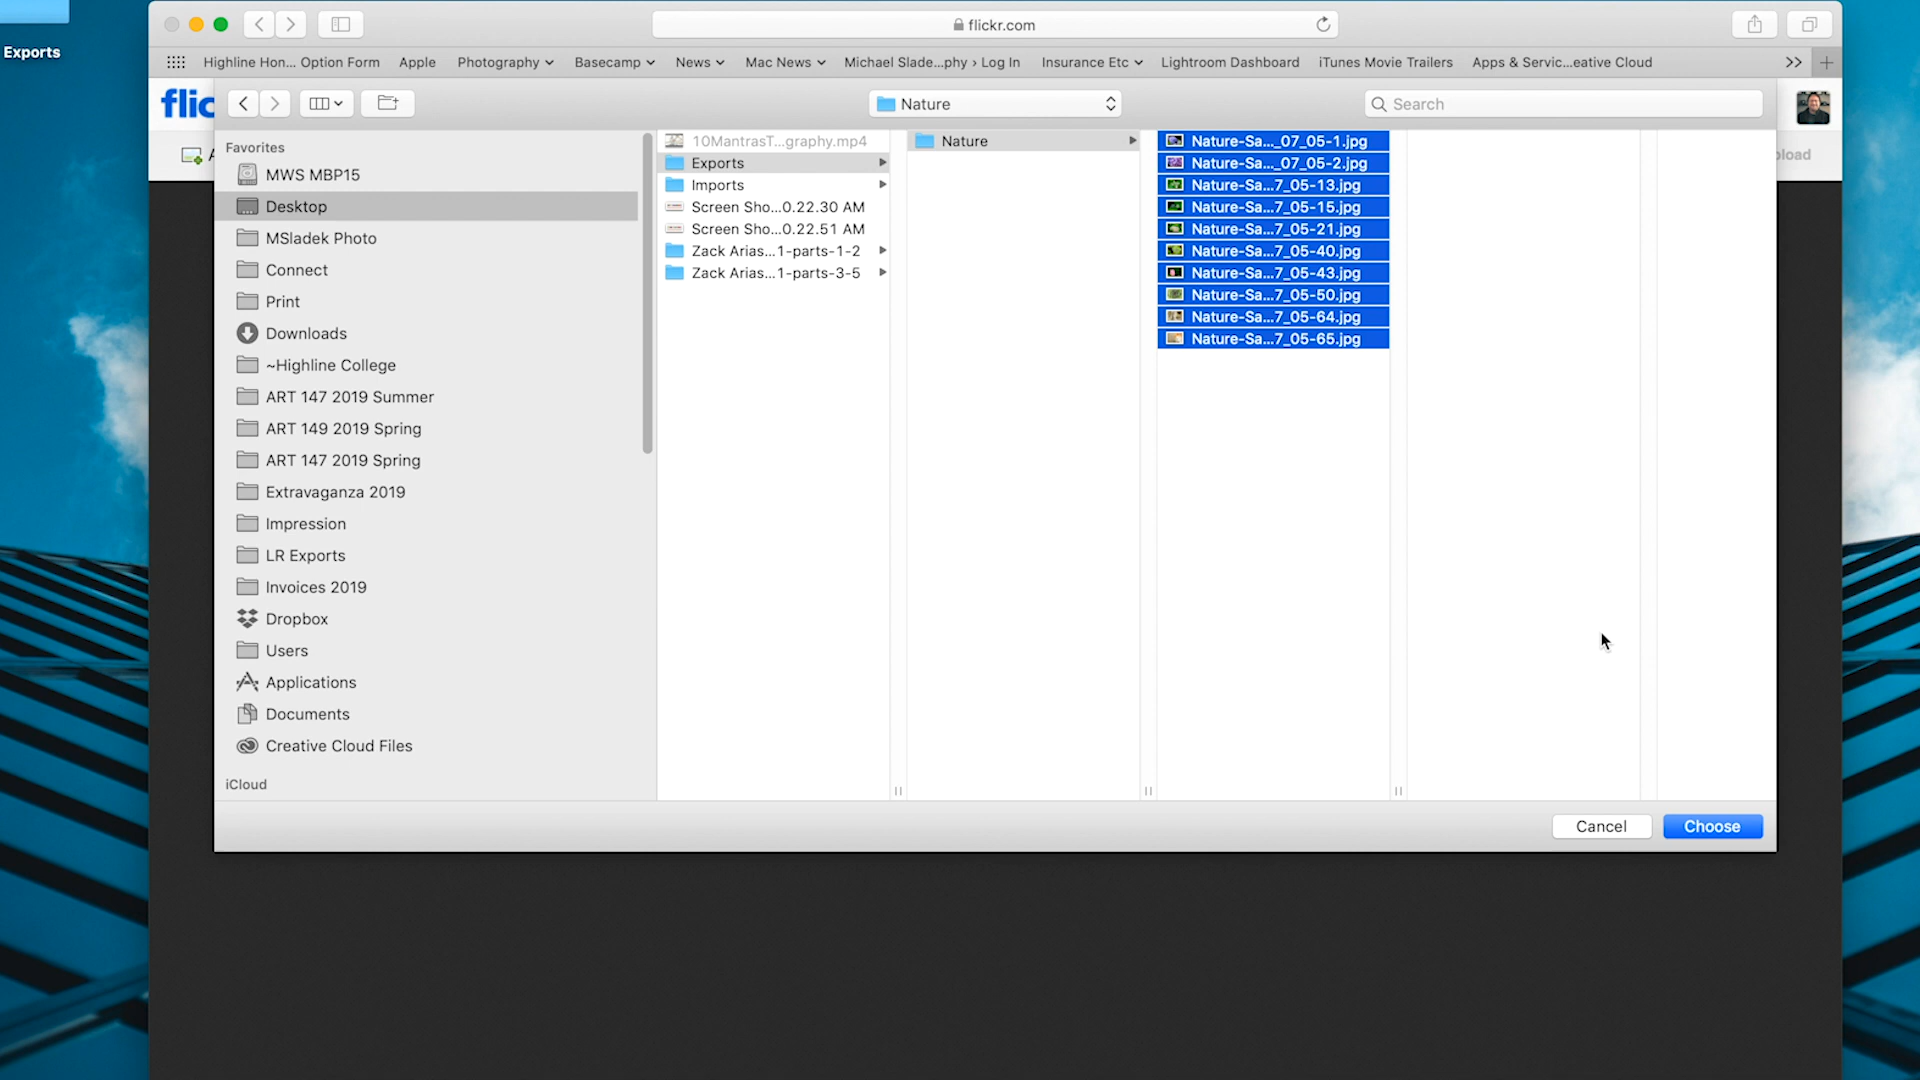 Exports
flickr.com
Highline Hon... Option Form
Apple
Photography
Basecamp
News
Mac News
Michael Slade...phy › Log In
Insurance Etc
Lightroom Dashboard
iTunes Movie Trailers
Apps & Servic...eative Cloud
flic
Nature
Search
A
pload
Favorites
MWS MBP15
Desktop
MSladek Photo
Connect
Print
Downloads
~Highline College
ART 147 2019 Summer
ART 149 2019 Spring
ART 147 2019 Spring
Extravaganza 2019
Impression
LR Exports
Invoices 2019
Dropbox
Users
Applications
Documents
Creative Cloud Files
iCloud
10MantrasT...graphy.mp4
Exports
Imports
Screen Sho...0.22.30 AM
Screen Sho...0.22.51 AM
Zack Arias...1-parts-1-2
Zack Arias...1-parts-3-5
Nature
Nature-Sa..._07_05-1.jpg
Nature-Sa..._07_05-2.jpg
Nature-Sa...7_05-13.jpg
Nature-Sa...7_05-15.jpg
Nature-Sa...7_05-21.jpg
Nature-Sa...7_05-40.jpg
Nature-Sa...7_05-43.jpg
Nature-Sa...7_05-50.jpg
Nature-Sa...7_05-64.jpg
Nature-Sa...7_05-65.jpg
Cancel
Choose